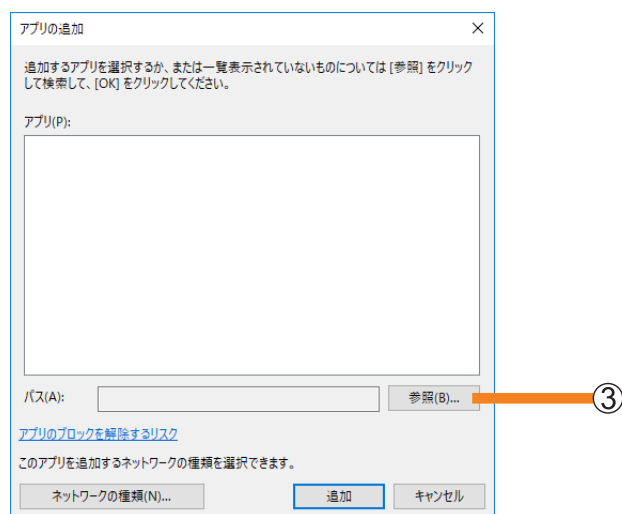 アプリの追加
追加するアプリを選択するか、または一覧表示されていないものについては [参照] をクリック
して検索して、[OK] をクリックしてください。
アプリ(P):
パス(A):
参照(B)...
③
アプリのブロックを解除するリスク
このアプリを追加するネットワークの種類を選択できます。
ネットワークの種類(N)...
追加
キャンセル